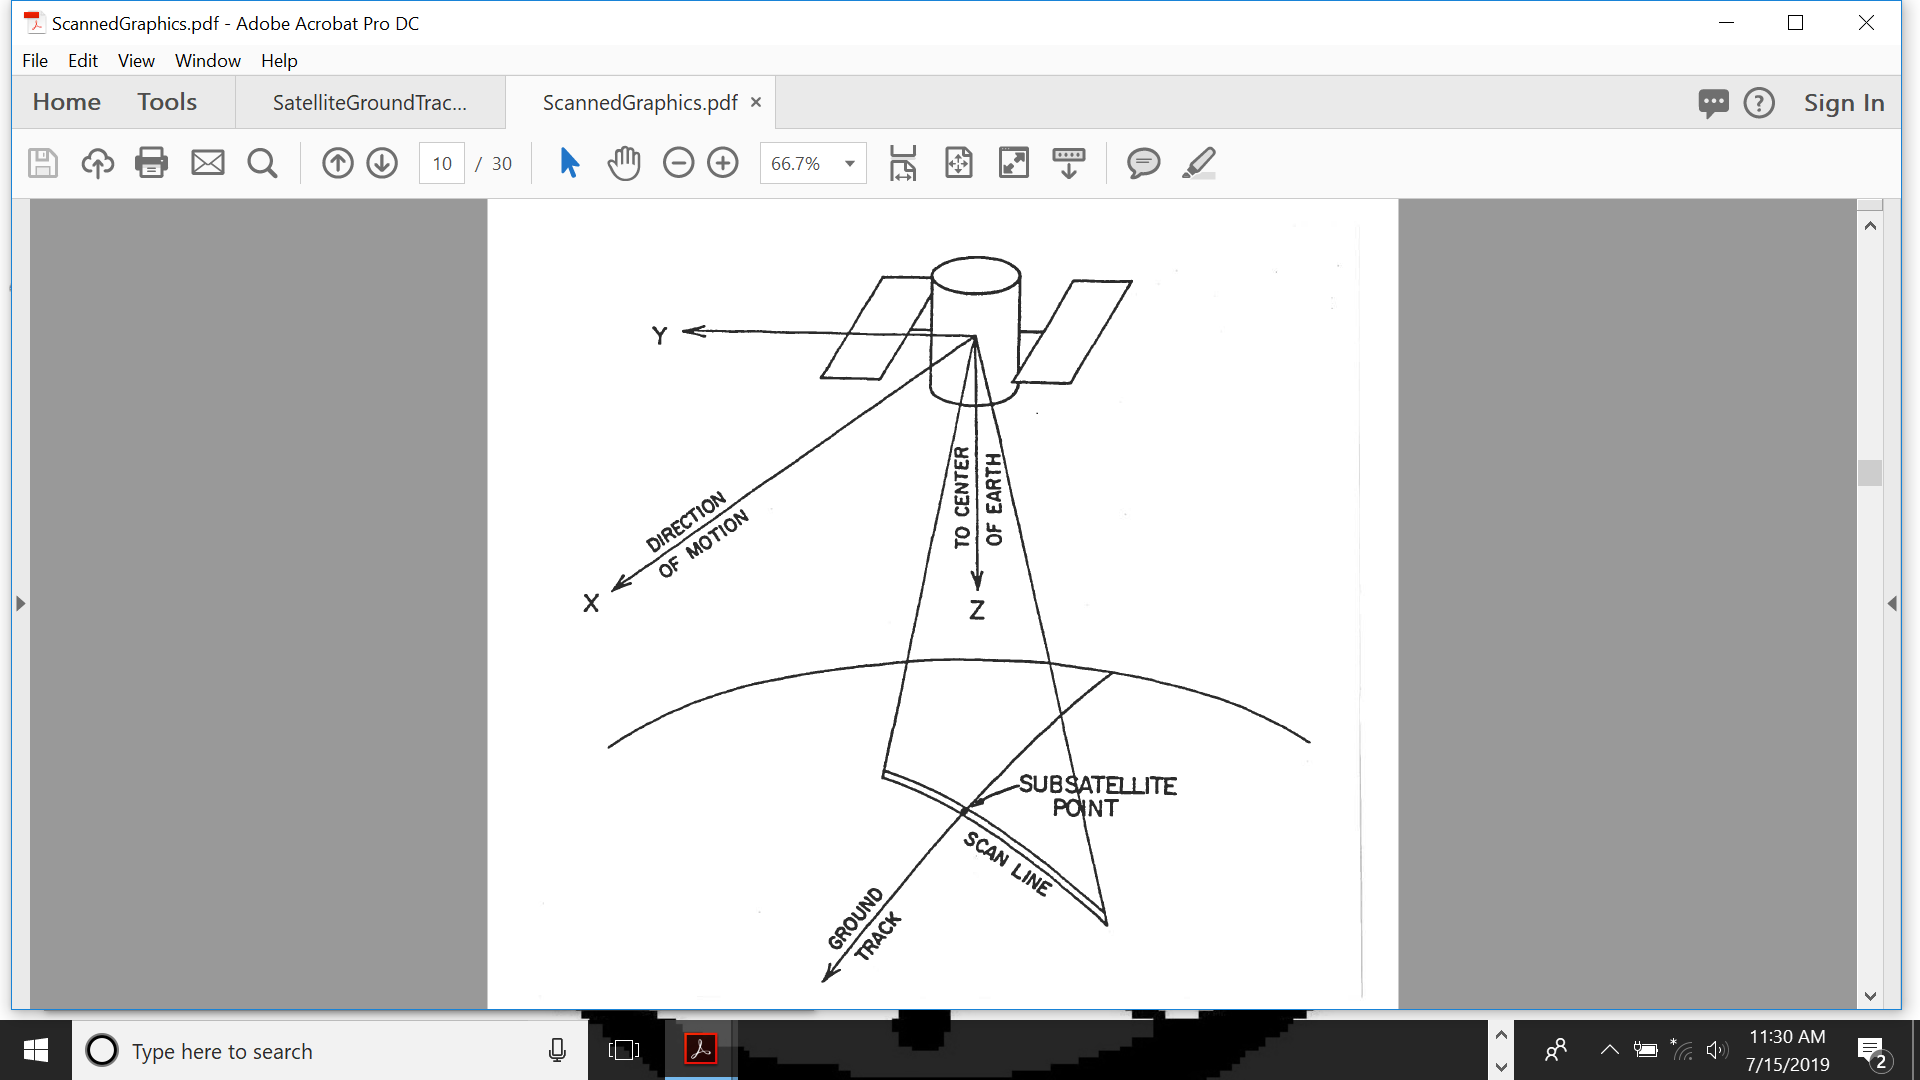 ScannedGraphics.pdf - Adobe Acrobat Pro DC
File Edit View Window Help
Home Tools SatelliteGroundTrac... ScannedGraphics.pdf × Sign In
10 / 30 66.7%
Y
DIRECTION
OF MOTION
X
TO CENTER
OF EARTH
Z
SUBSATELLITE
POINT
SCAN LINE
GROUND
TRACK
Type here to search
11:30 AM
7/15/2019
2